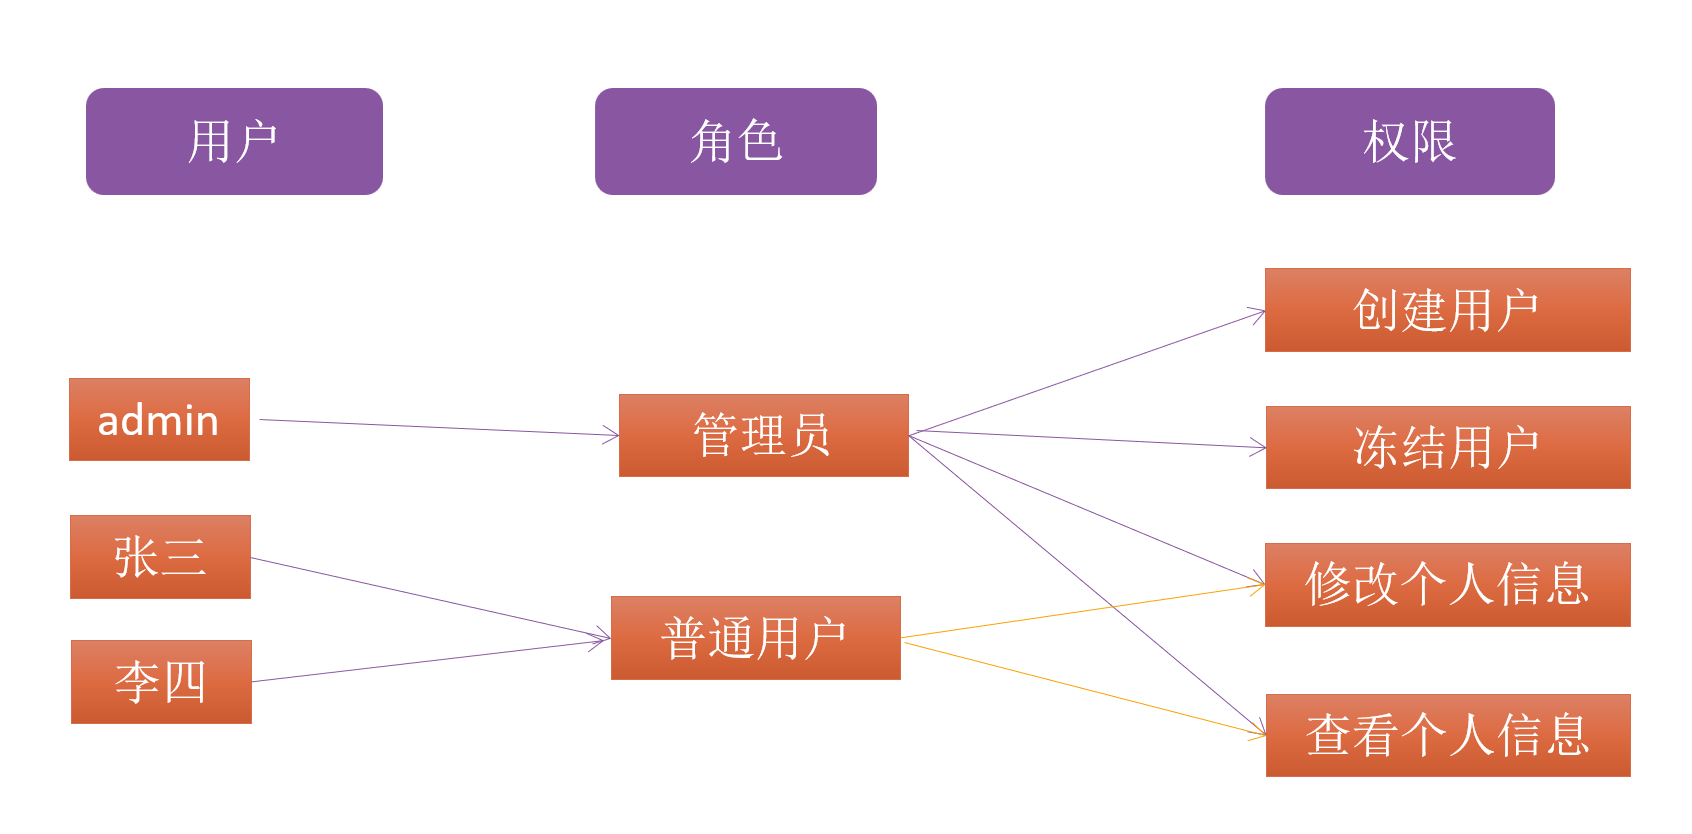 用户
角色
权限
创建用户
admin
管理员
冻结用户
张三
修改个人信息
普通用户
李四
查看个人信息